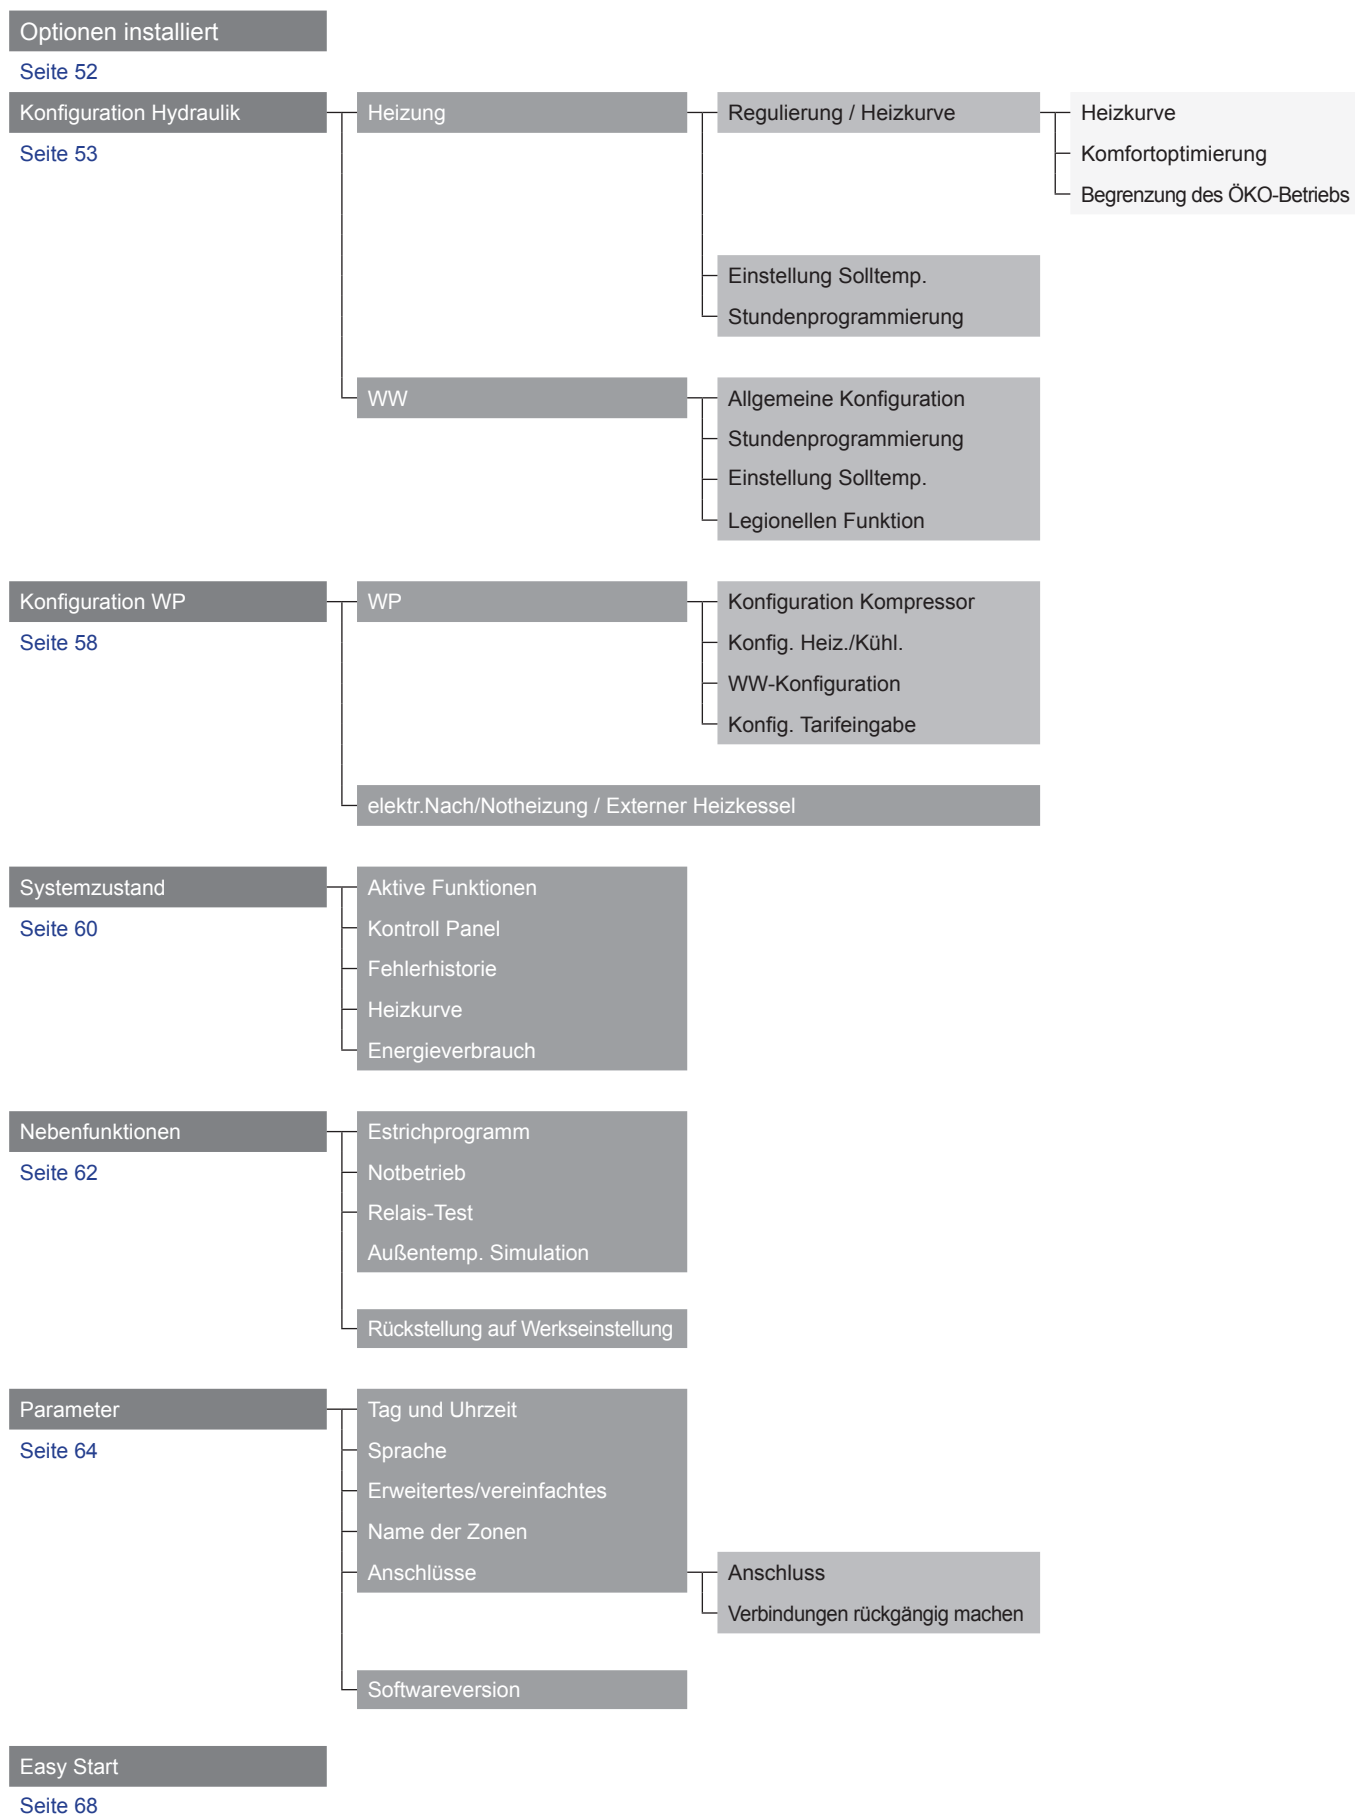 Optionen installiert
Seite 52
Konfiguration Hydraulik
Seite 53
Heizung
Regulierung / Heizkurve
Heizkurve
Komfortoptimierung
Begrenzung des ÖKO-Betriebs
Einstellung Solltemp.
Stundenprogrammierung
WW
Allgemeine Konfiguration
Stundenprogrammierung
Einstellung Solltemp.
Legionellen Funktion
Konfiguration WP
Seite 58
WP
Konfiguration Kompressor
Konfig. Heiz./Kühl.
WW-Konfiguration
Konfig. Tarifeingabe
elektr.Nach/Notheizung / Externer Heizkessel
Systemzustand
Seite 60
Aktive Funktionen
Kontroll Panel
Fehlerhistorie
Heizkurve
Energieverbrauch
Nebenfunktionen
Seite 62
Estrichprogramm
Notbetrieb
Relais-Test
Außentemp. Simulation
Rückstellung auf Werkseinstellung
Parameter
Seite 64
Tag und Uhrzeit
Sprache
Erweitertes/vereinfachtes
Name der Zonen
Anschlüsse
Anschluss
Verbindungen rückgängig machen
Softwareversion
Easy Start
Seite 68